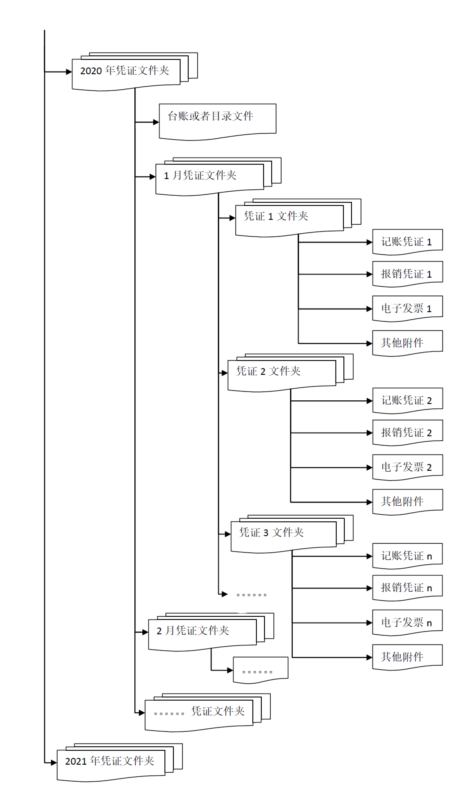 2020 年凭证文件夹
台账或者目录文件
1 月凭证文件夹
凭证 1 文件夹
记账凭证 1
报销凭证 1
电子发票 1
其他附件
凭证 2 文件夹
记账凭证 2
报销凭证 2
电子发票 2
其他附件
凭证 3 文件夹
记账凭证 n
报销凭证 n
电子发票 n
其他附件
……
2 月凭证文件夹
……
…… 凭证文件夹
2021 年凭证文件夹